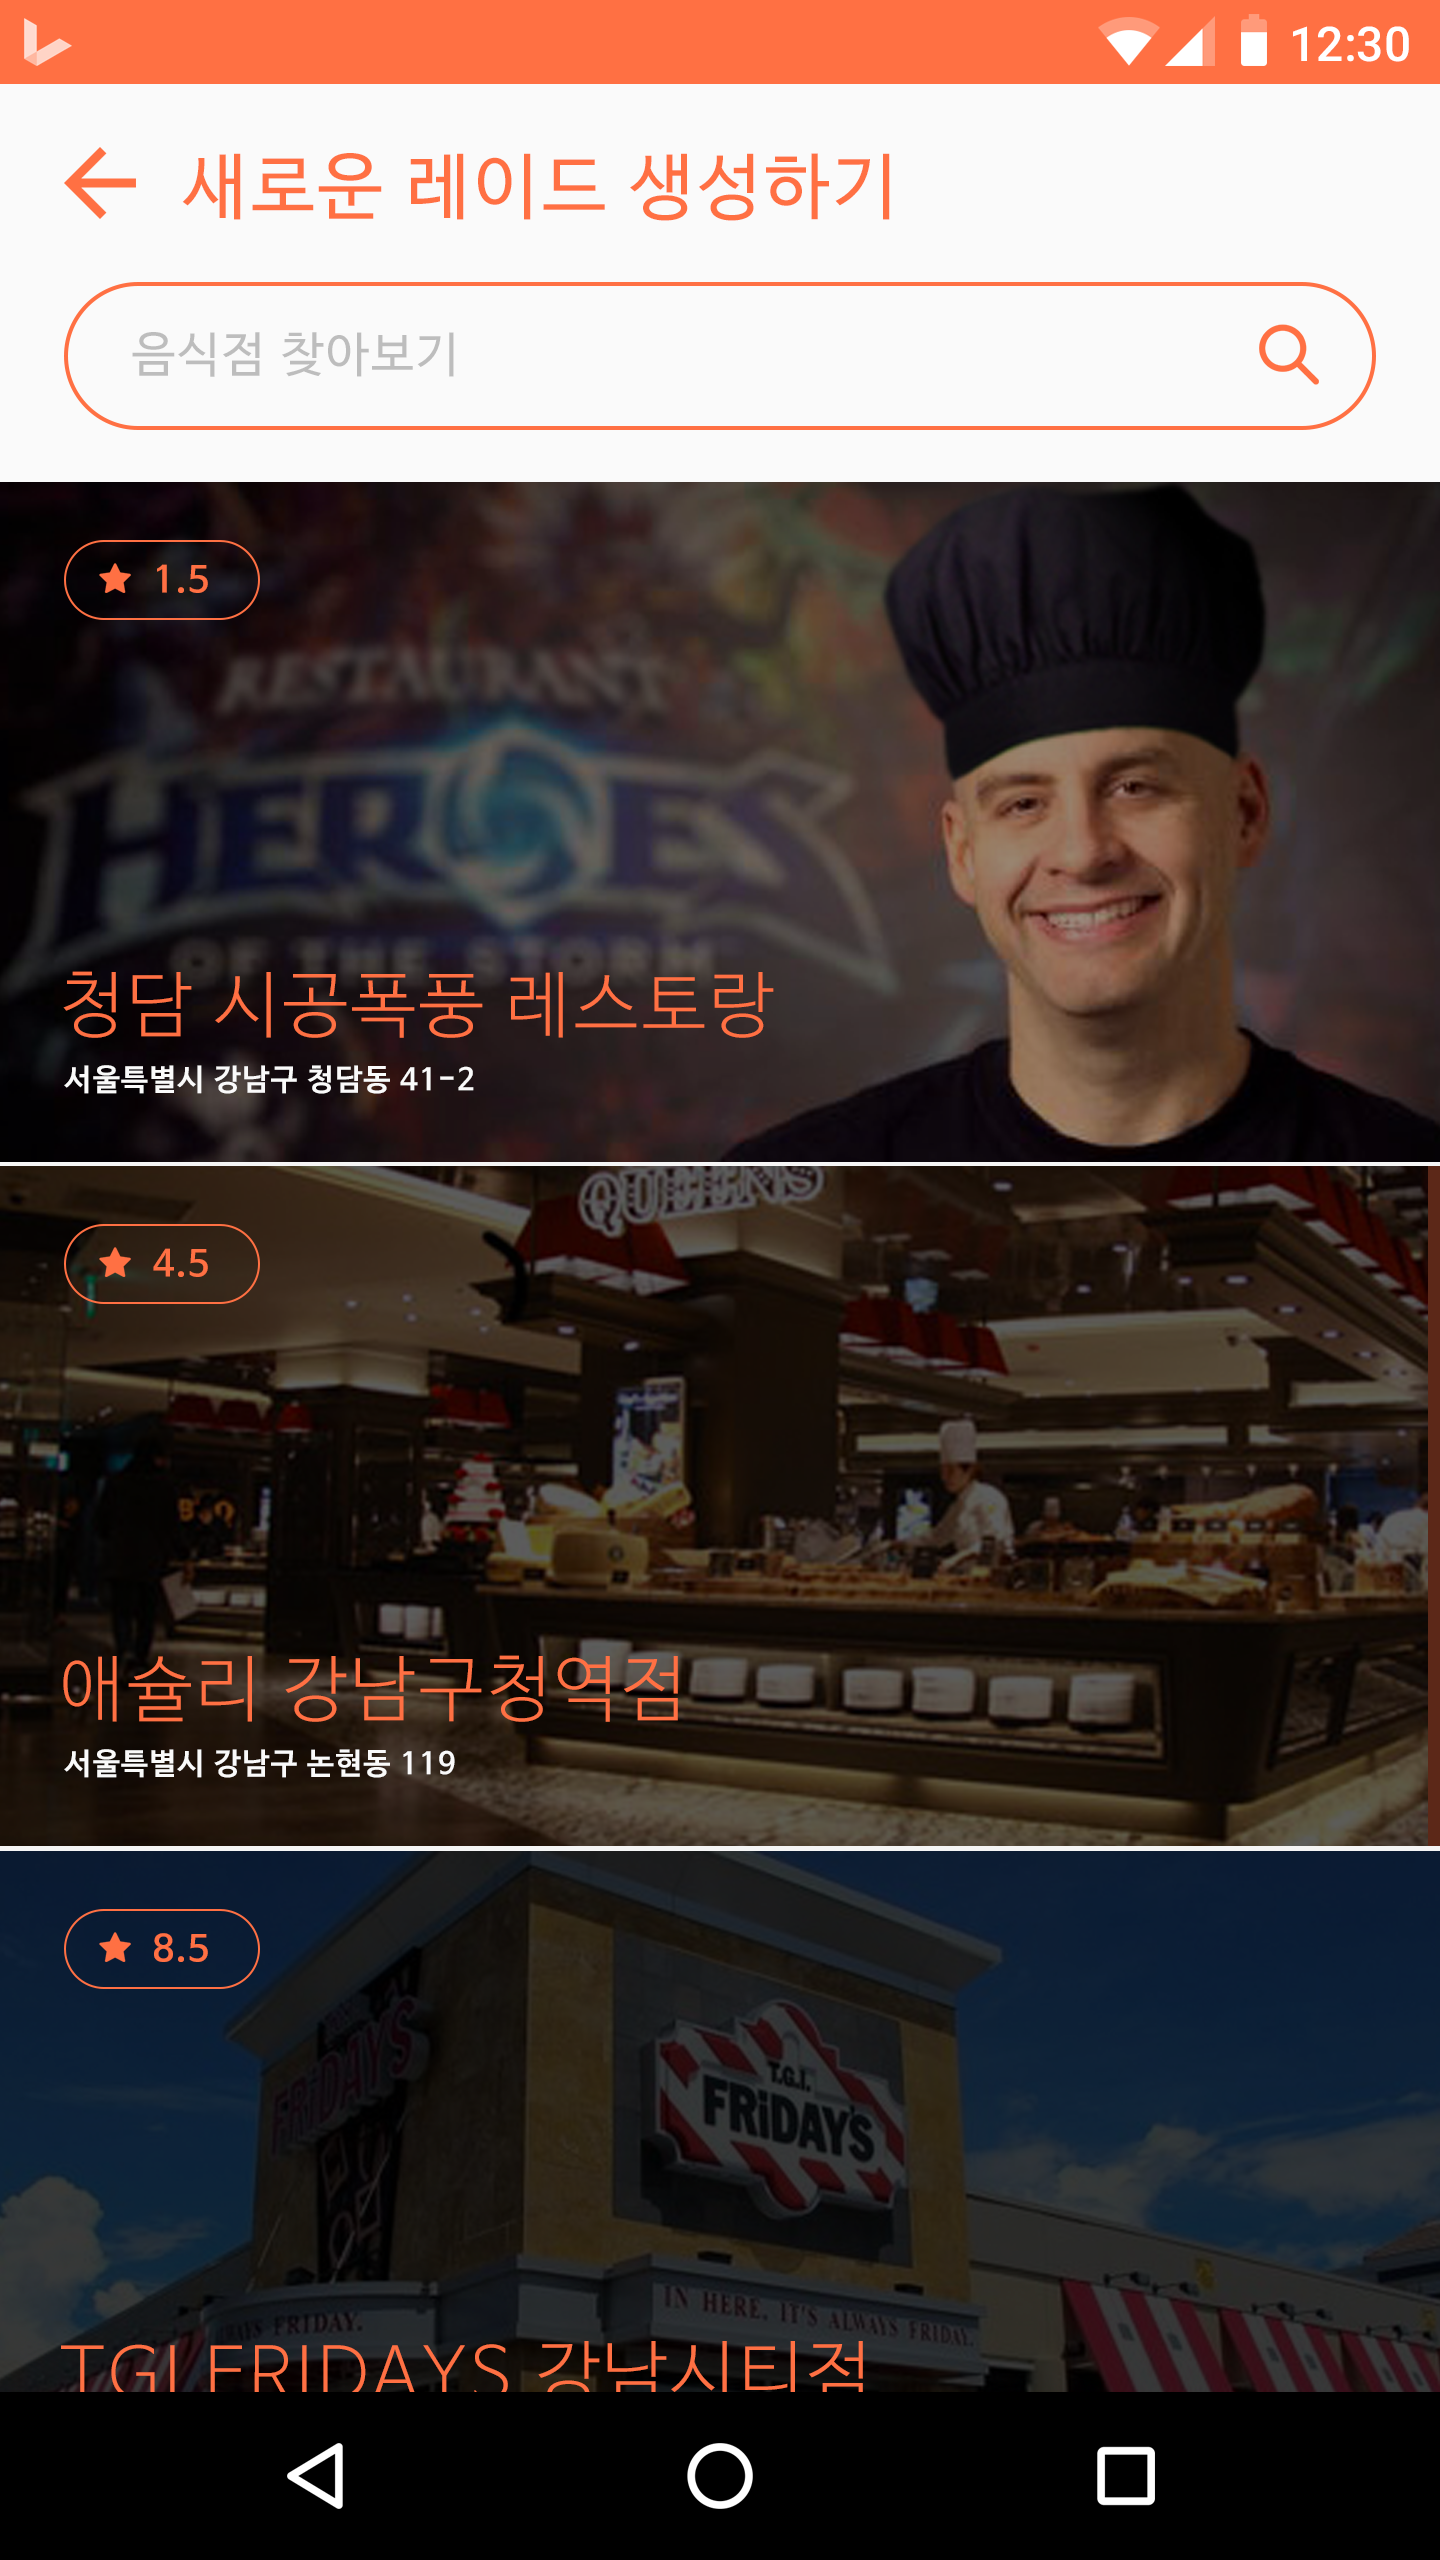 12:30
새로운 레이드 생성하기
음식점 찾아보기
1.5
RESTAURANT
HEROES
OF THE STORM
청담 시공폭풍 레스토랑
서울특별시 강남구 청담동 41-2
QUEENS
4.5
애슐리 강남구청역점
서울특별시 강남구 논현동 119
8.5
FRIDAYS
T.G.I.
FRiDAY'S
IN HERE, IT'S ALWAYS FRIDAY.
FRIDAY.
TGI FRIDAYS 강남시티점